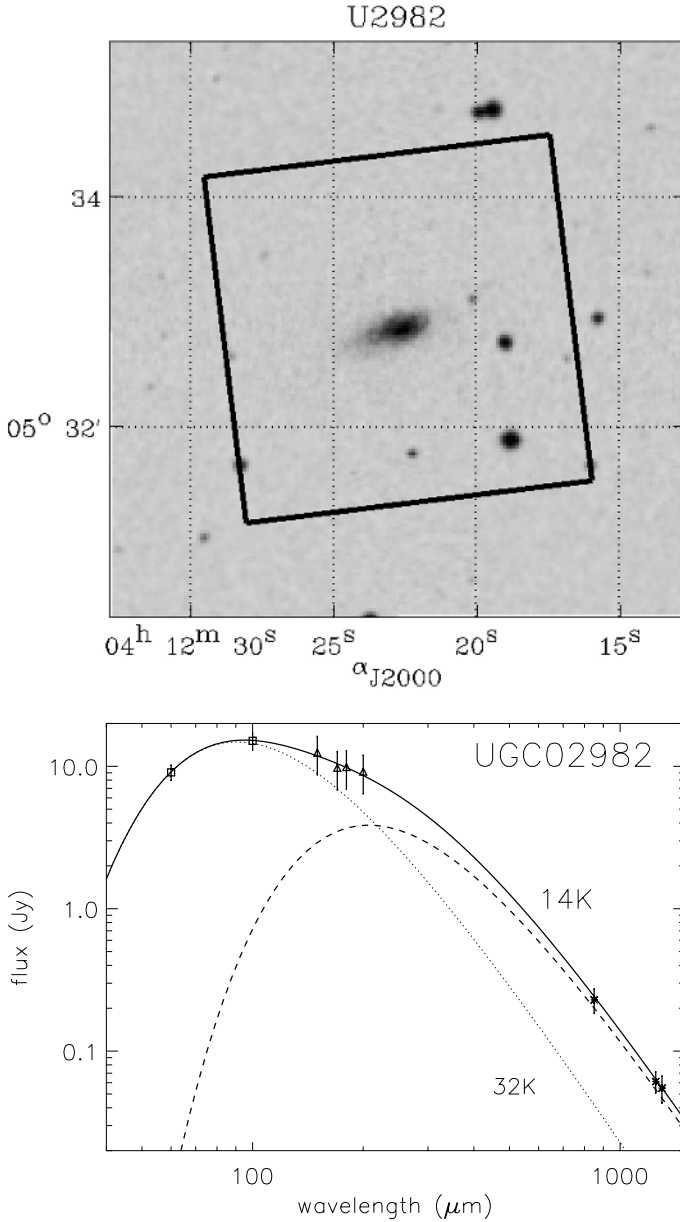 U2982
34
05° 32'
04ʰ 12ᵐ 30ˢ 25ˢ 20ˢ 15ˢ
α J2000
UGC02982
10.0
1.0
0.1
flux (Jy)
14K
32K
100 1000
wavelength (μm)